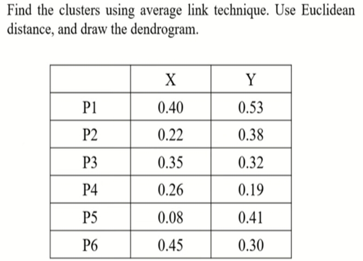 Find the clusters using average link technique. Use Euclidean
distance, and draw the dendrogram.
X Y
P1 0.40 0.53
P2 0.22 0.38
P3 0.35 0.32
P4 0.26 0.19
P5 0.08 0.41
P6 0.45 0.30